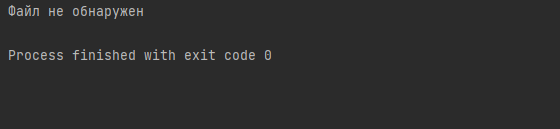 Файл не обнаружен
Process finished with exit code 0